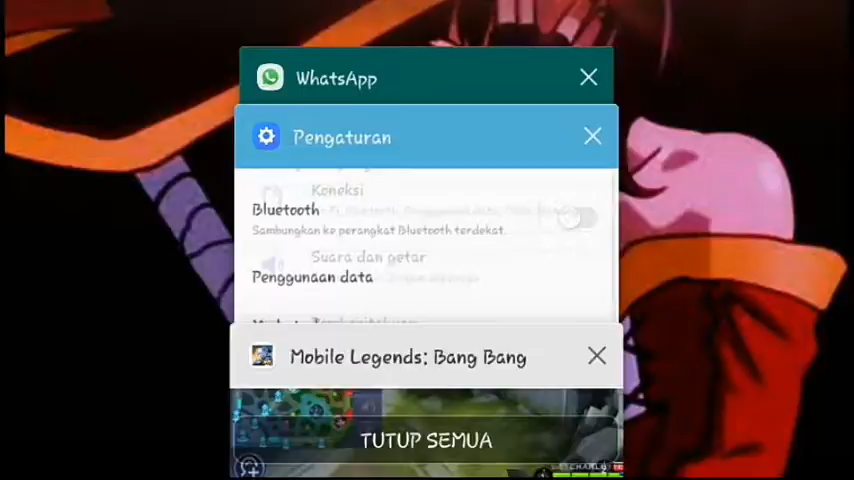 WhatsApp
Pengaturan
Koneksi
Bluetooth
Sambungkan ke perangkat Bluetooth terdekat.
Suara dan getar
Penggunaan data
Mobile Legends: Bang Bang
TUTUP SEMUA